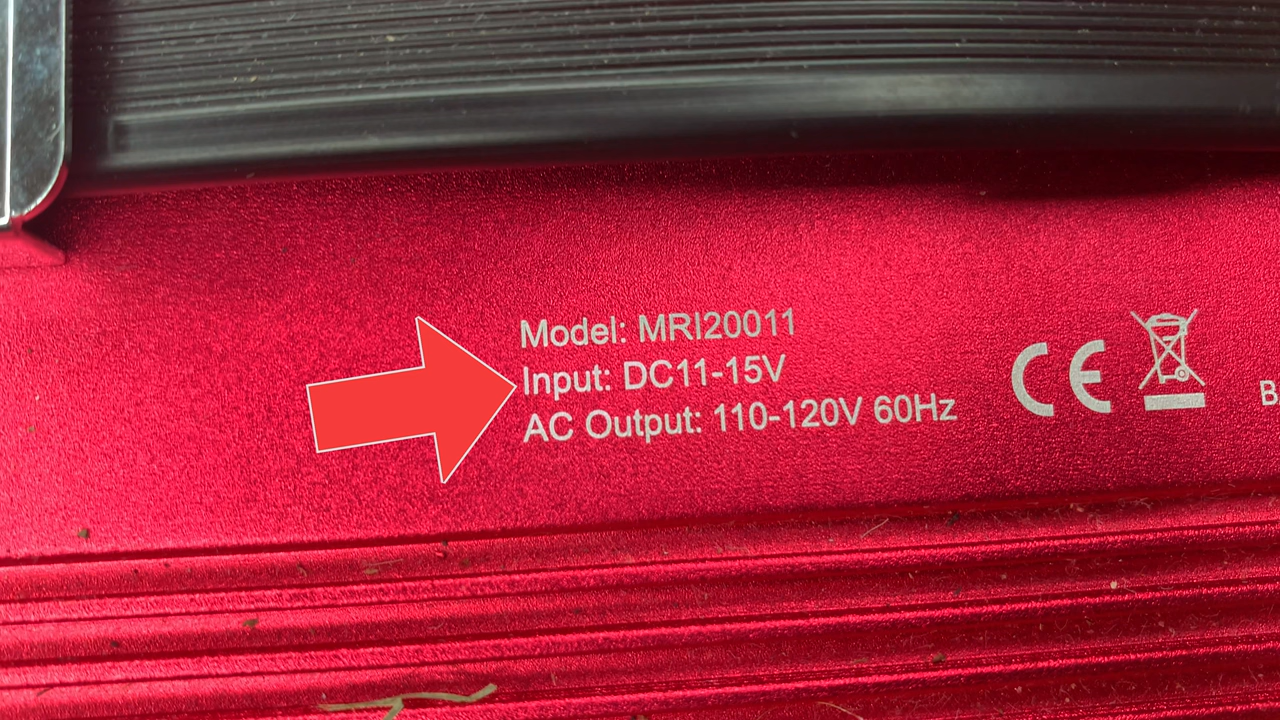 Model: MRI20011
Input: DC11-15V
AC Output: 110-120V 60Hz
CE
B